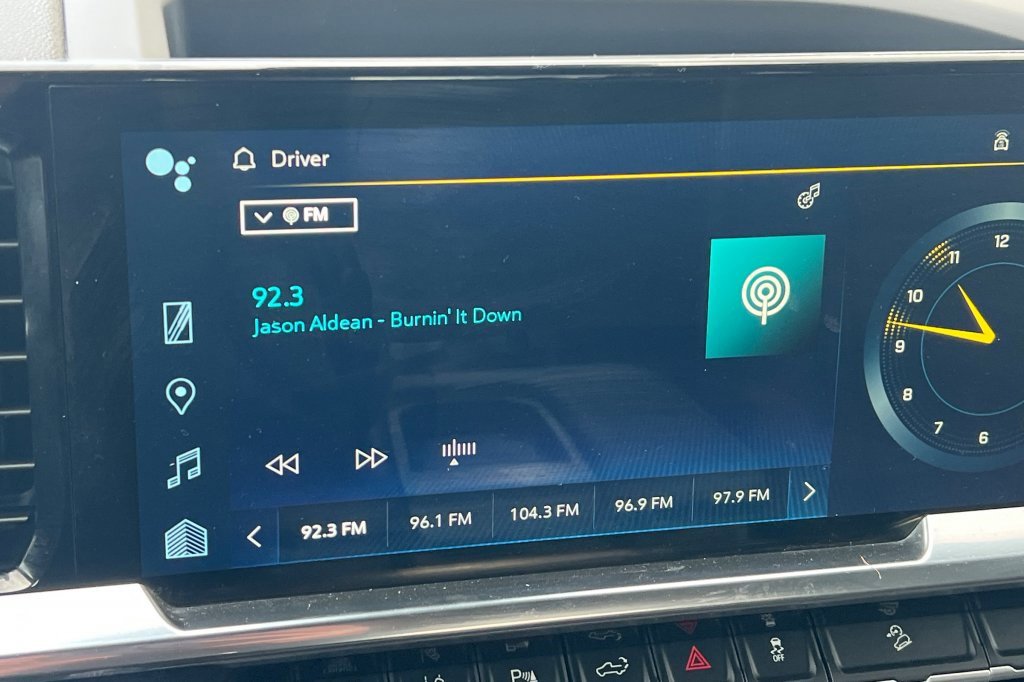 Driver
FM
92.3
Jason Aldean - Burnin' It Down
92.3 FM
96.1 FM
104.3 FM
96.9 FM
97.9 FM
12
11
10
9
8
7
6
P
OFF